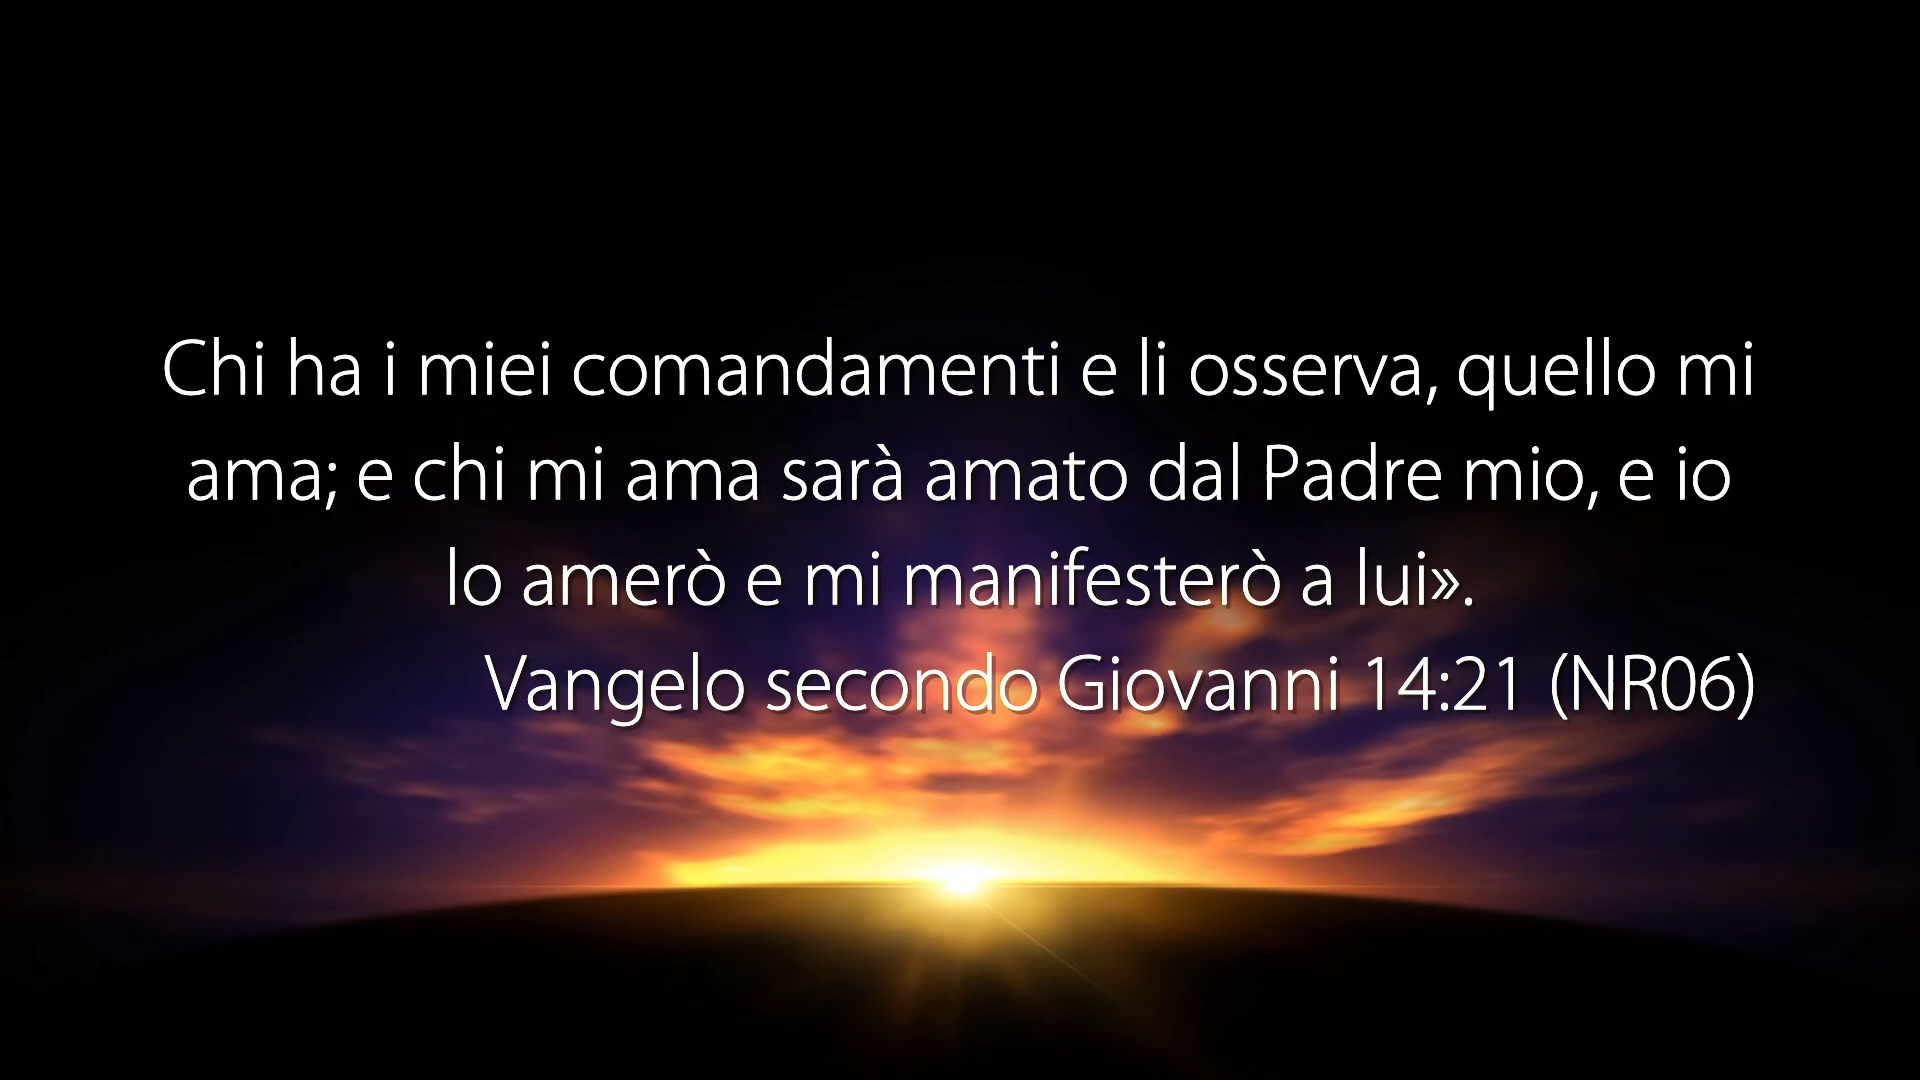 Chi ha i miei comandamenti e li osserva, quello mi
ama; e chi mi ama sarà amato dal Padre mio, e io
lo amerò e mi manifesterò a lui».
Vangelo secondo Giovanni 14:21 (NR06)